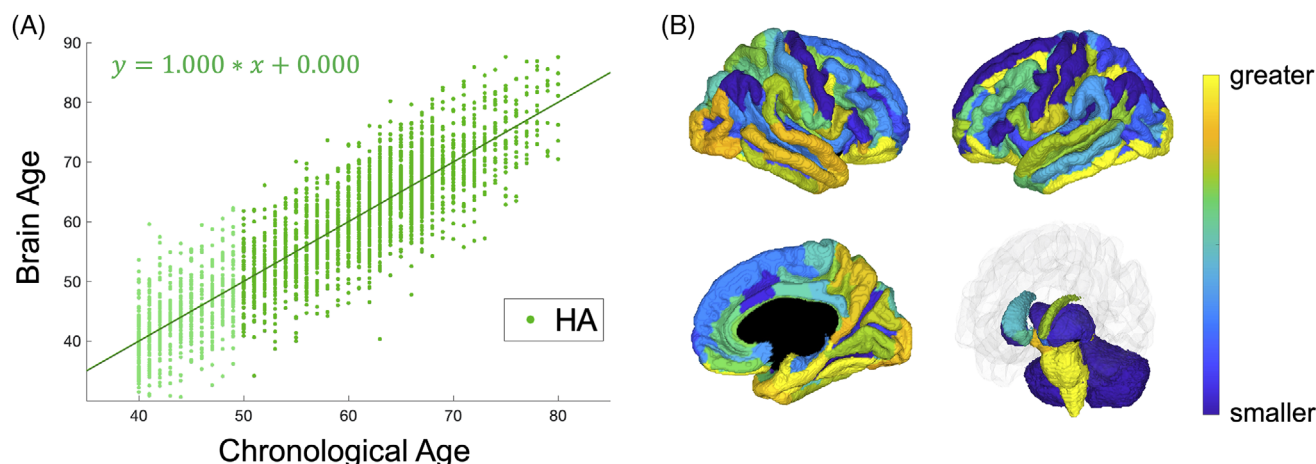 (A)
90
80
70
60
50
40
y = 1.000 * x + 0.000
Brain Age
HA
40
50
60
70
80
Chronological Age
(B)
greater
smaller